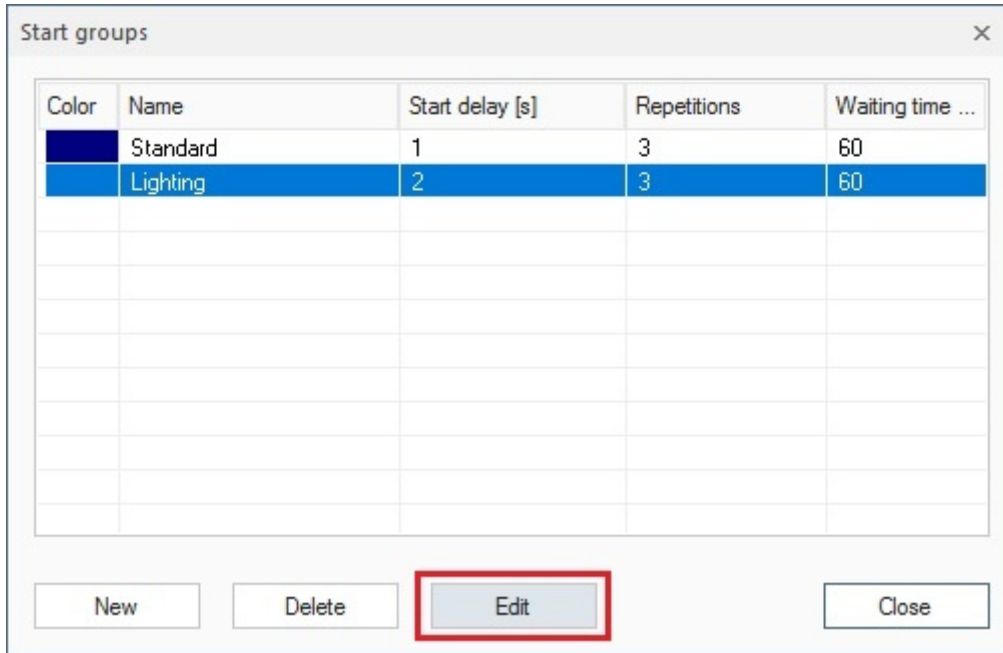 Start groups
Color Name Start delay [s] Repetitions Waiting time ...
Standard 1 3 60
Lighting 2 3 60
New Delete Edit Close